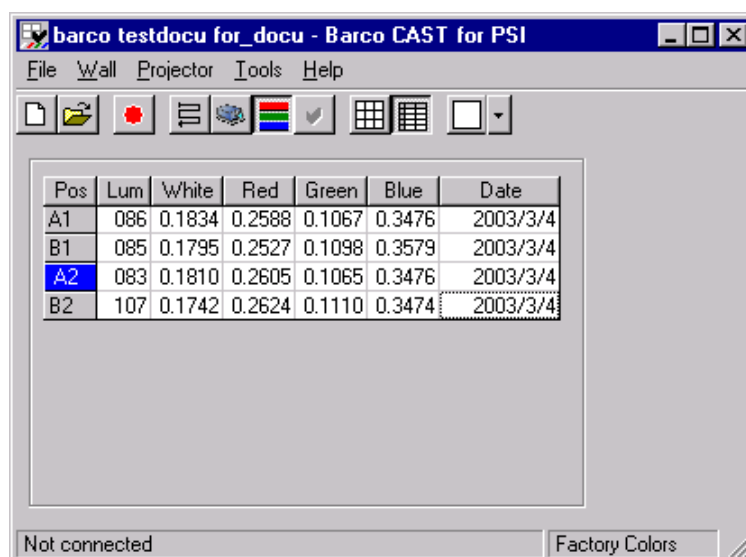 barco testdocu for_docu - Barco CAST for PSI
File Wall Projector Tools Help
Pos Lum White Red Green Blue Date
A1 086 0.1834 0.2588 0.1067 0.3476 2003/3/4
B1 085 0.1795 0.2527 0.1098 0.3579 2003/3/4
A2 083 0.1810 0.2605 0.1065 0.3476 2003/3/4
B2 107 0.1742 0.2624 0.1110 0.3474 2003/3/4
Not connected Factory Colors